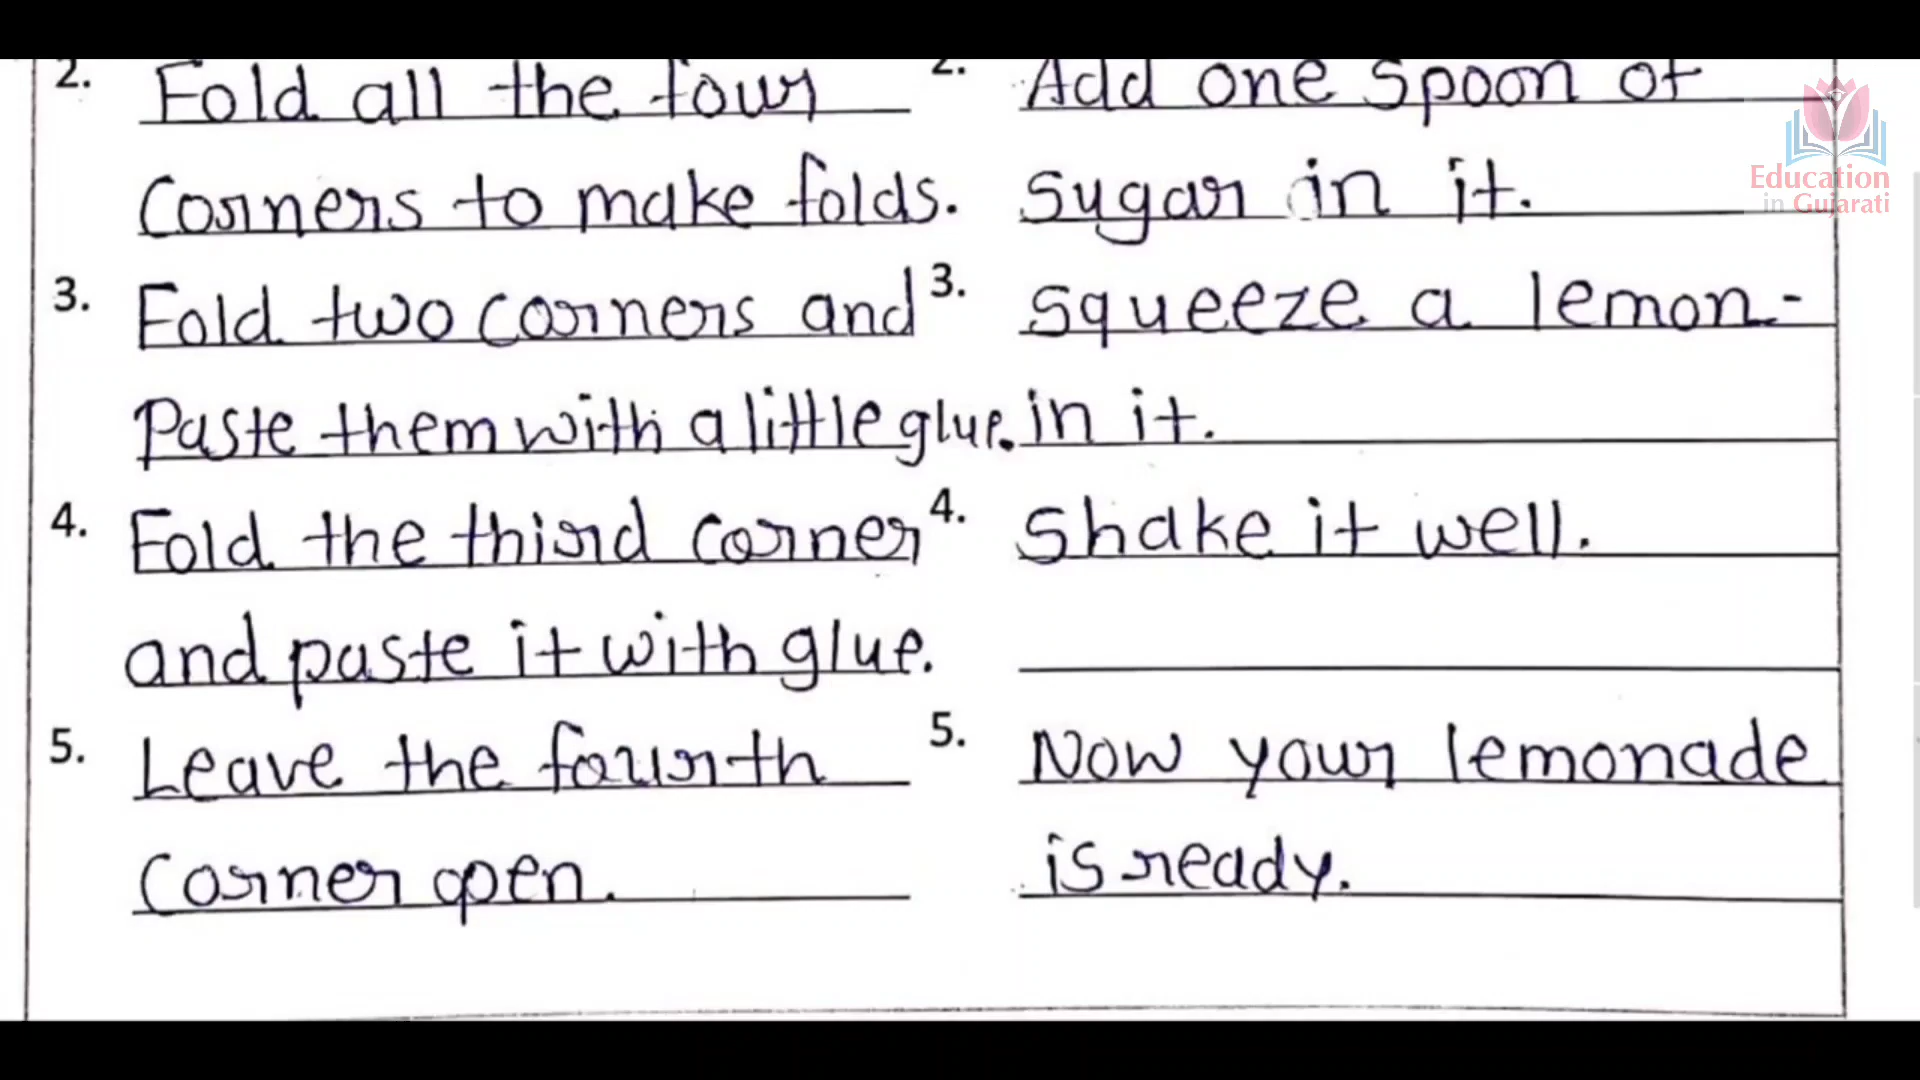 2. Fold all the four
Corners to make folds.
3. Fold two corners and
Paste them with a little glue.
4. Fold the third corner
and paste it with glue.
5. Leave the fourth
Corner open.
2. Add one spoon of
sugar in it.
3. squeeze a lemon-
in it.
4. Shake it well.
5. Now your lemonade
is ready.
Education
in Gujarati